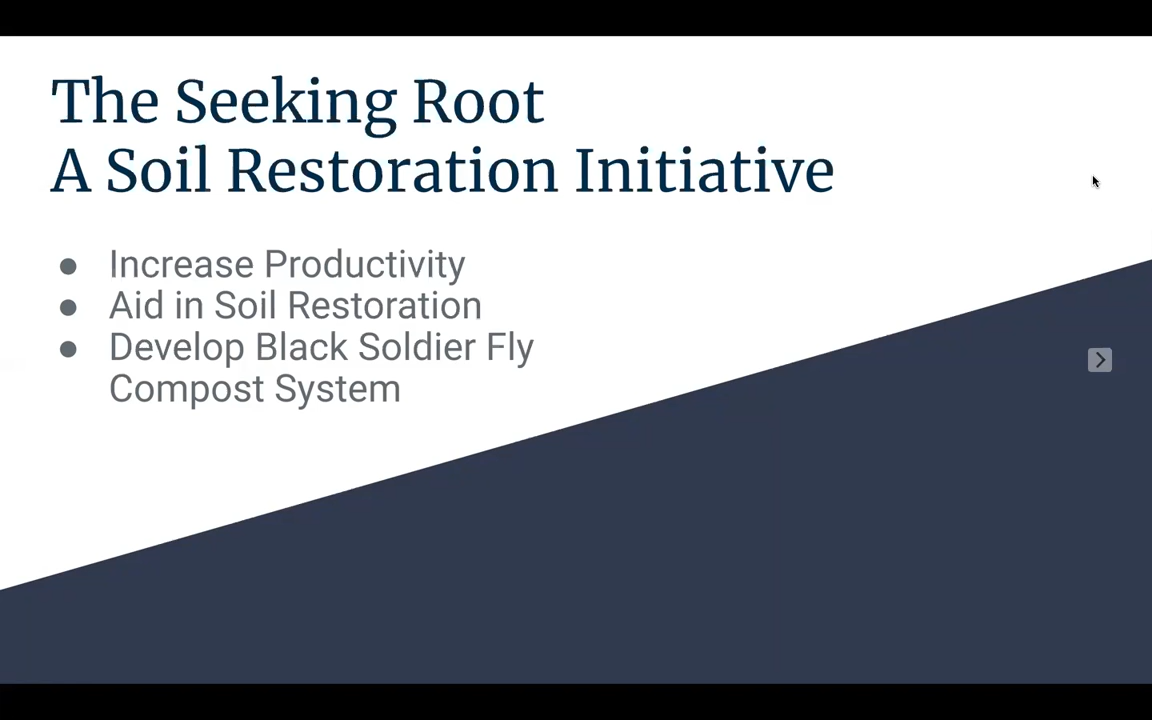 The Seeking Root
A Soil Restoration Initiative
● Increase Productivity
● Aid in Soil Restoration
● Develop Black Soldier Fly
Compost System